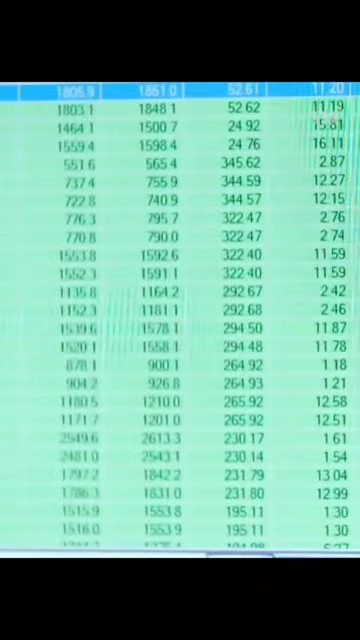 1805.9 1851.0 52.61 11.20
1803.1 1848.1 52.62 11.19
1464.1 1500.7 24.92 15.81
1559.4 1598.4 24.76 16.11
551.6 565.4 345.62 2.87
737.4 755.9 344.59 12.27
722.8 740.9 344.57 12.15
776.3 795.7 322.47 2.76
770.8 790.0 322.47 2.74
1553.8 1592.6 322.40 11.59
1552.3 1591.1 322.40 11.59
1135.8 1164.2 292.67 2.42
1152.3 1181.1 292.68 2.46
1539.6 1578.1 294.50 11.87
1520.1 1558.1 294.48 11.78
878.1 900.1 264.92 1.18
904.2 926.8 264.93 1.21
1180.5 1210.0 265.92 12.58
1171.7 1201.0 265.92 12.51
2549.6 2613.3 230.17 1.61
2481.0 2543.1 230.14 1.54
1797.2 1842.2 231.79 13.04
1786.3 1831.0 231.80 12.99
1515.9 1553.8 195.11 1.30
1516.0 1553.9 195.11 1.30